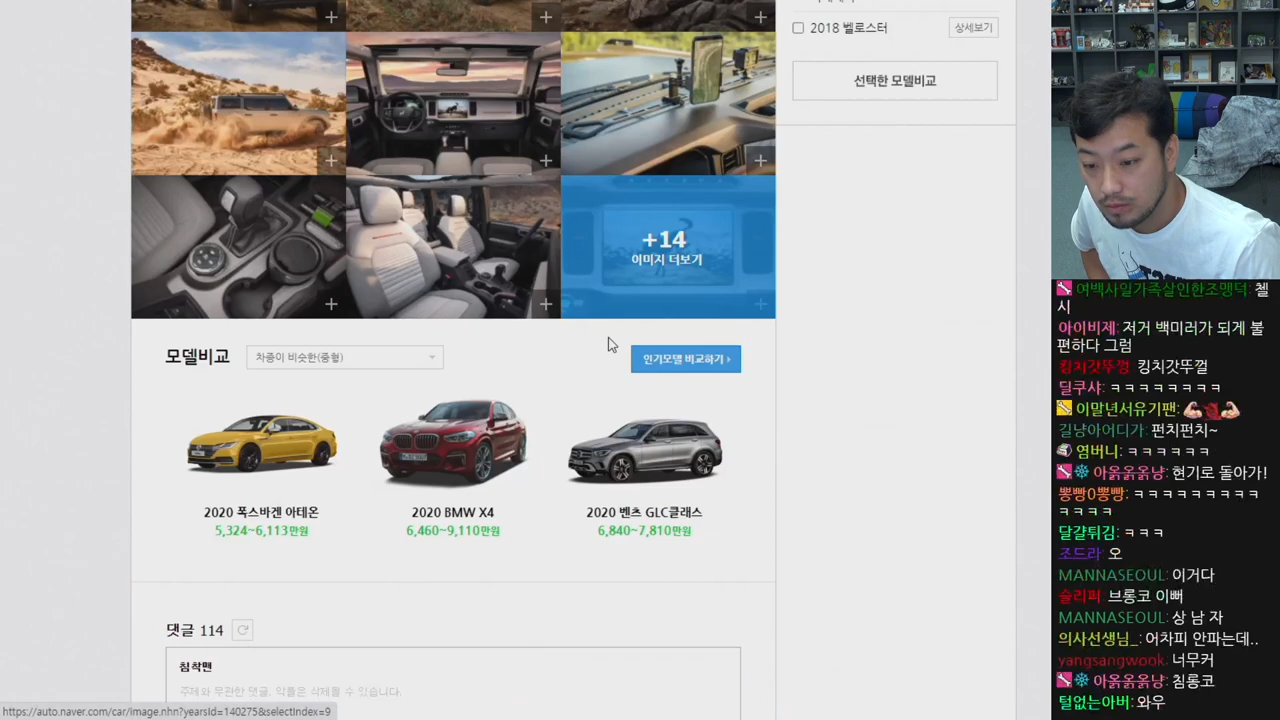 2018 벨로스터
상세보기
선택한 모델비교
+14
이미지 더보기
모델비교
차종이 비슷한(중형)
인기모델 비교하기
2020 폭스바겐 아테온
5,324~6,113만원
2020 BMW X4
6,460~9,110만원
2020 벤츠 GLC클래스
6,840~7,810만원
댓글 114
침착맨
주제와 무관한 댓글, 악플은 삭제될 수 있습니다.
https://auto.naver.com/car/image.nhn?yearsId=140275&selectIndex=9
여백사일가족살인한조맹덕: 첼
시
아이비제: 저거 백미러가 되게 불
편하다 그럼
킹치갓뚜껑 킹치갓뚜껄
딜쿠샤: ㅋㅋㅋㅋㅋㅋㅋㅋ
이말년서유기팬:
길냥아어디가: 펀치펀치~
염버니: ㅋㅋㅋㅋㅋㅋ
아옭옭옭냥: 현기로 돌아가!
뽕빵0뽕빵: ㅋㅋㅋㅋㅋㅋㅋㅋㅋ
ㅋㅋㅋㅋ
달걀튀김: ㅋㅋㅋ
조드라: 오
MANNASEOUL: 이거다
슬리퍼: 브롱코 이뻐
MANNASEOUL: 상 남 자
의사선생님_: 어차피 안파는데..
yangsangwook: 너무커
아옭옭옭냥: 침롱코
털없는아버: 와우